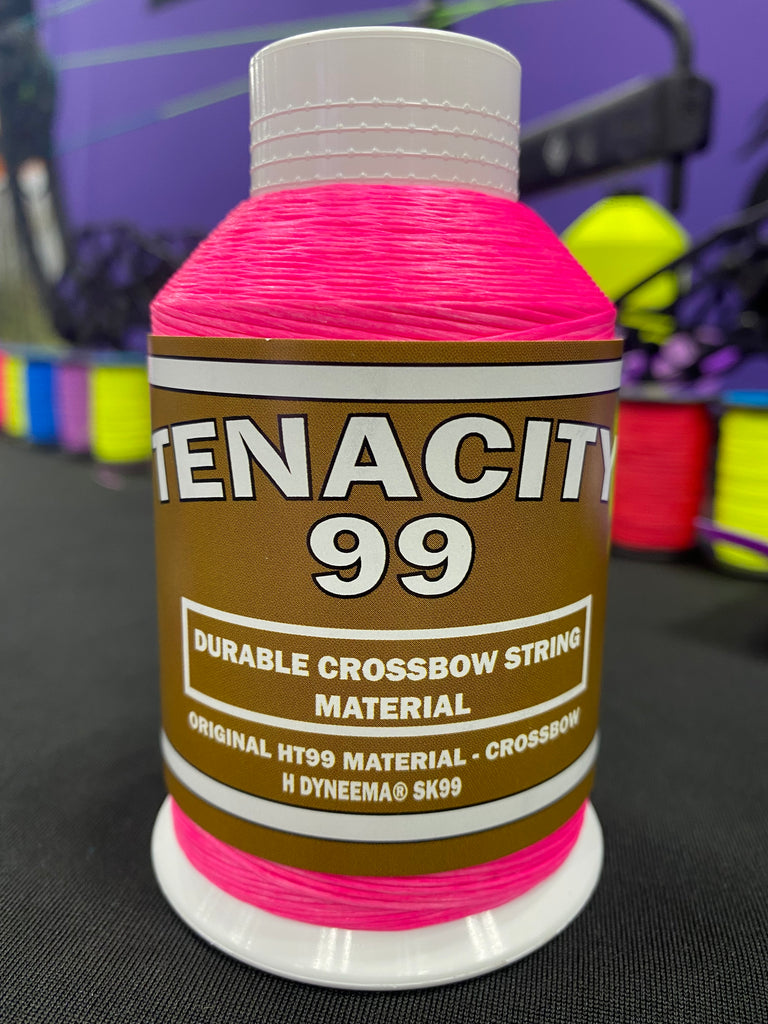 TENACITY
99
DURABLE CROSSBOW STRING
MATERIAL
ORIGINAL HT99 MATERIAL - CROSSBOW
H DYNEEMA® SK99